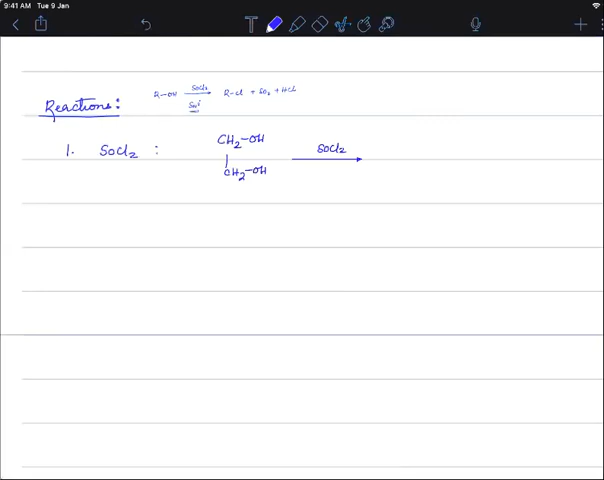 9:41 AM Tue 9 Jan
R-OH SOCl2 R-Cl + SO2 + HCl
SNi
Reactions:
1. SOCl2 : CH2-OH SOCl2
CH2-OH